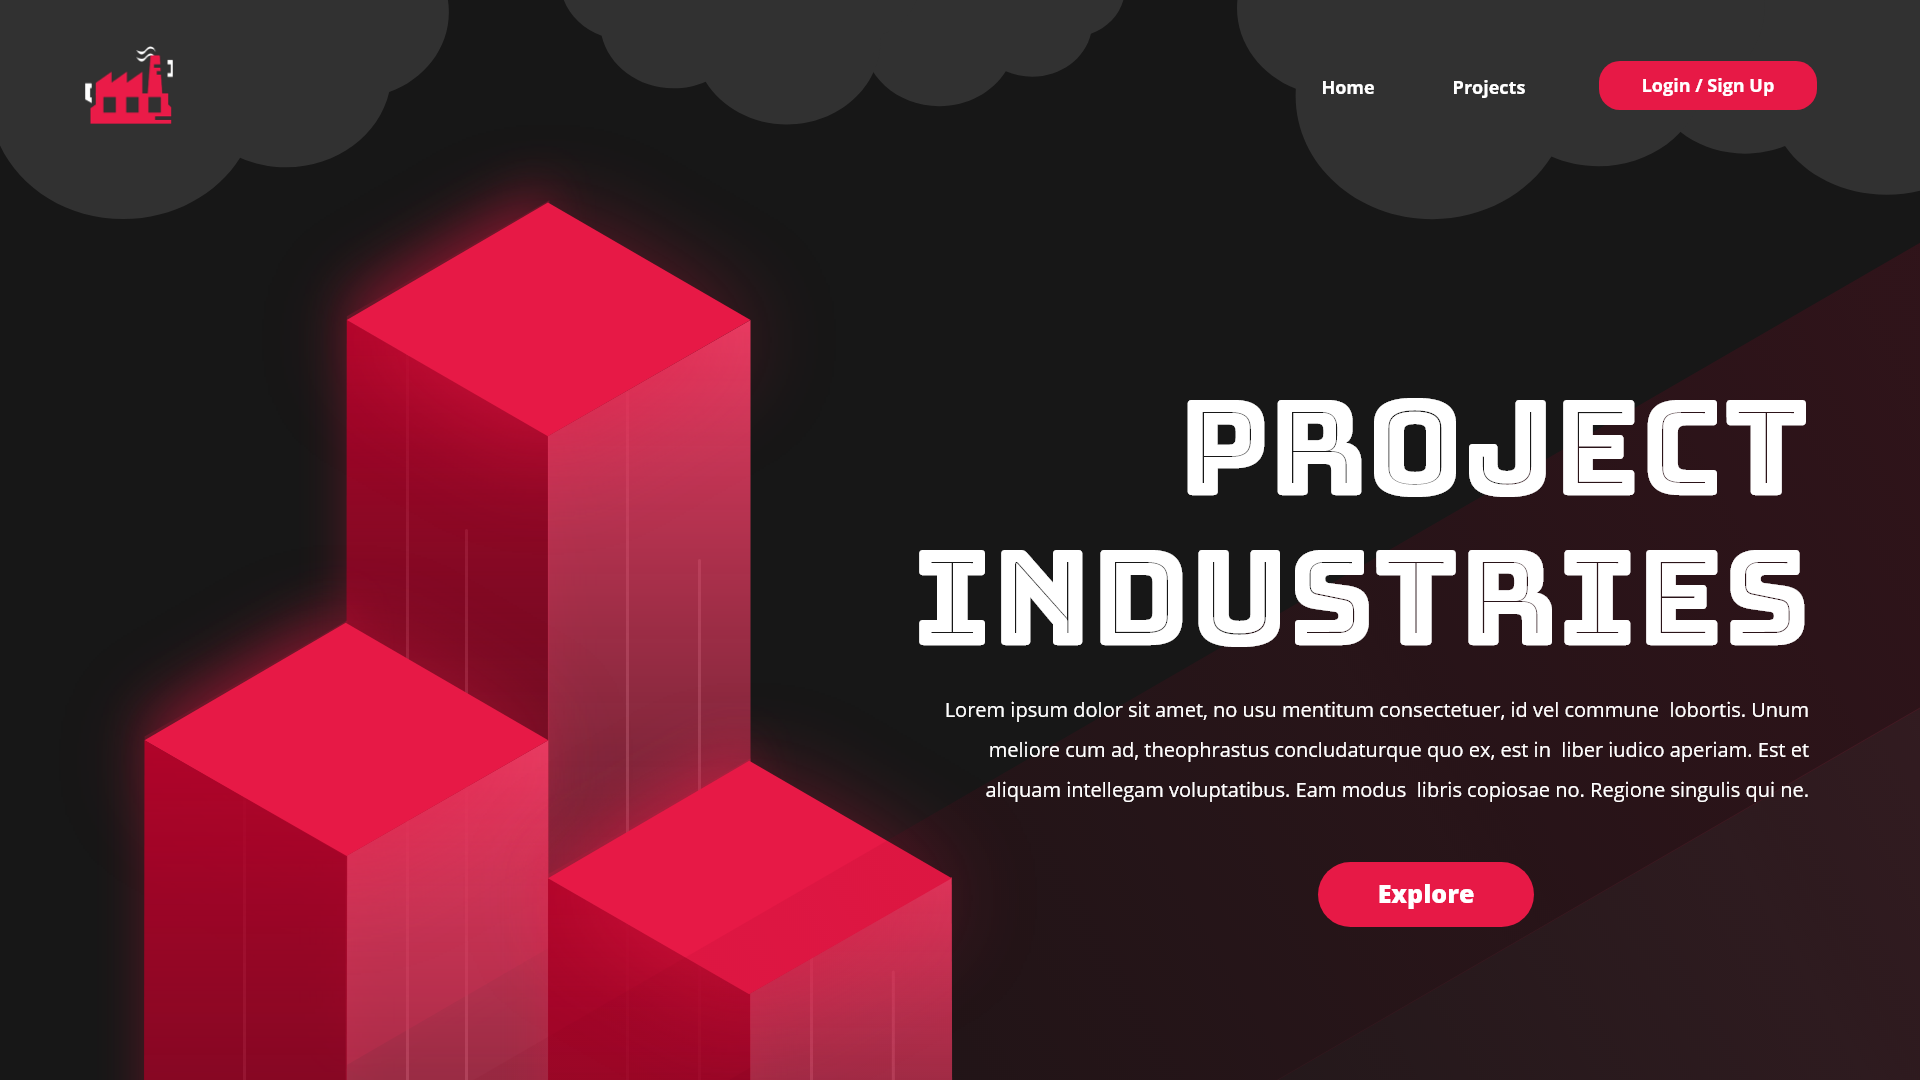 Home
Projects
Login / Sign Up
PROJECT
INDUSTRIES
Lorem ipsum dolor sit amet, no usu mentitum consectetuer, id vel commune  lobortis. Unum
meliore cum ad, theophrastus concludaturque quo ex, est in  liber iudico aperiam. Est et
aliquam intellegam voluptatibus. Eam modus  libris copiosae no. Regione singulis qui ne.
Explore